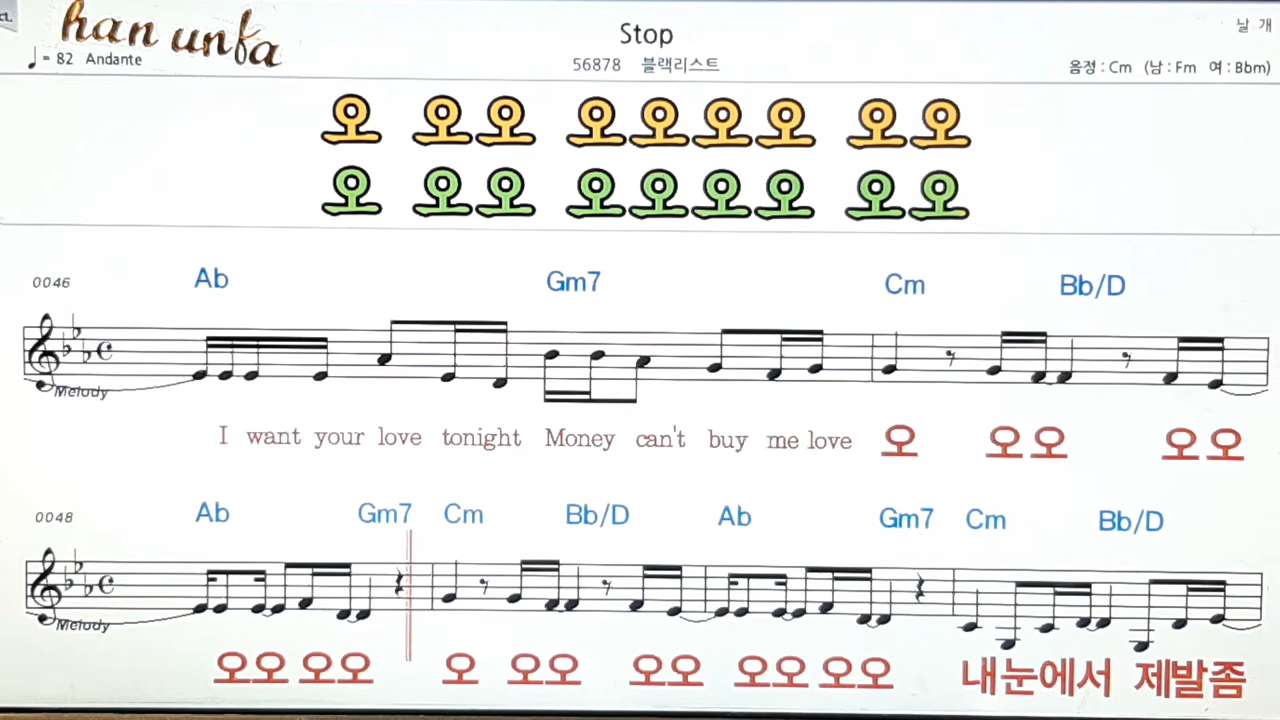 han unfa
Stop
날 개
♩= 82 Andante
56878 블랙리스트
음정 : Cm (남 : Fm 여 : Bbm)
오 오오 오오오오 오오
오 오오 오오오오 오오
0046 Ab Gm7 Cm Bb/D
Melody
I want your love tonight Money can't buy me love 오 오오 오오
0048 Ab Gm7 Cm Bb/D Ab Gm7 Cm Bb/D
Melody
오오 오오 오 오오 오오 오오 오오 내눈에서 제발좀